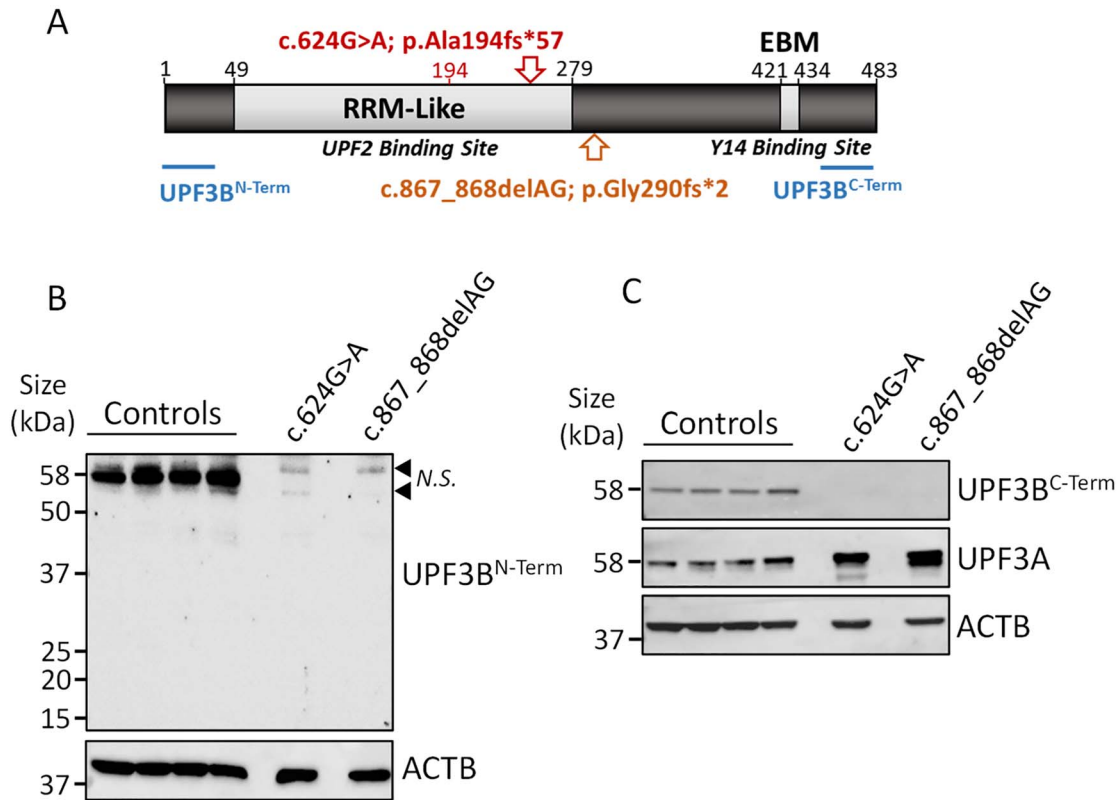 A
c.624G>A; p.Ala194fs*57
EBM
1 49 194 279 421 434 483
RRM-Like
UPF2 Binding Site
Y14 Binding Site
UPF3B^N-Term
c.867_868delAG; p.Gly290fs*2
UPF3B^C-Term
B
Size
(kDa)
Controls
c.624G>A
c.867_868delAG
58
N.S.
50
37
UPF3B^N-Term
25
20
15
ACTB
37
C
Size
(kDa)
Controls
c.624G>A
c.867_868delAG
58
UPF3B^C-Term
58
UPF3A
ACTB
37